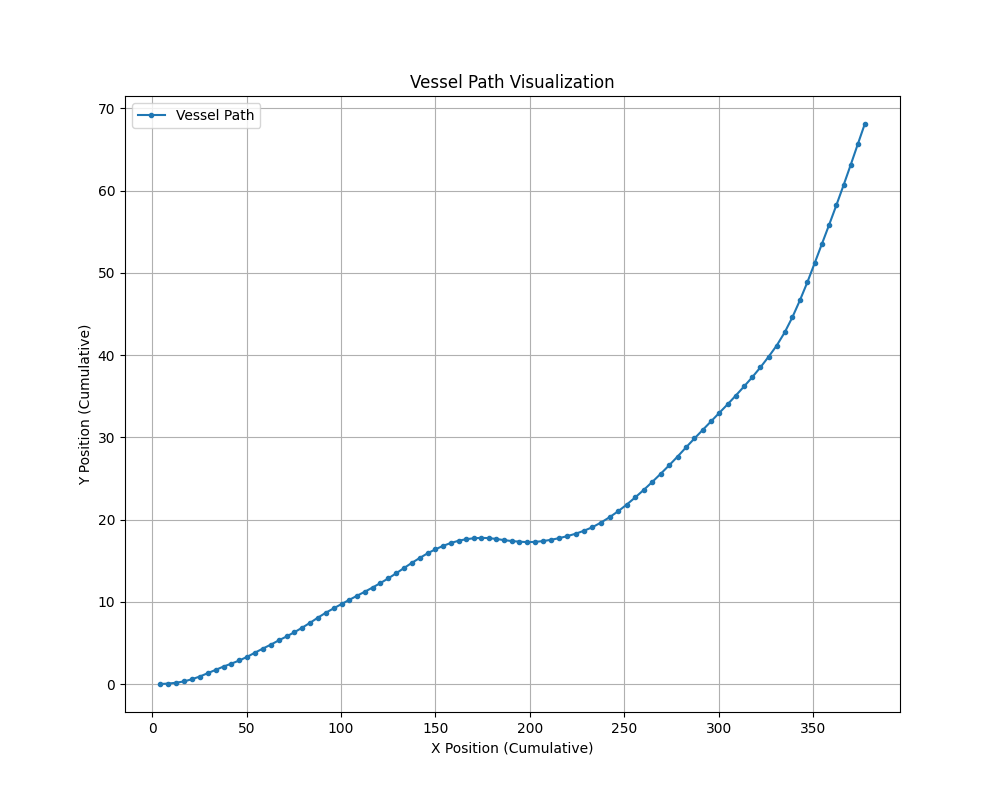 Vessel Path Visualization
Vessel Path
Y Position (Cumulative)
70
60
50
40
30
20
10
0
0 50 100 150 200 250 300 350
X Position (Cumulative)